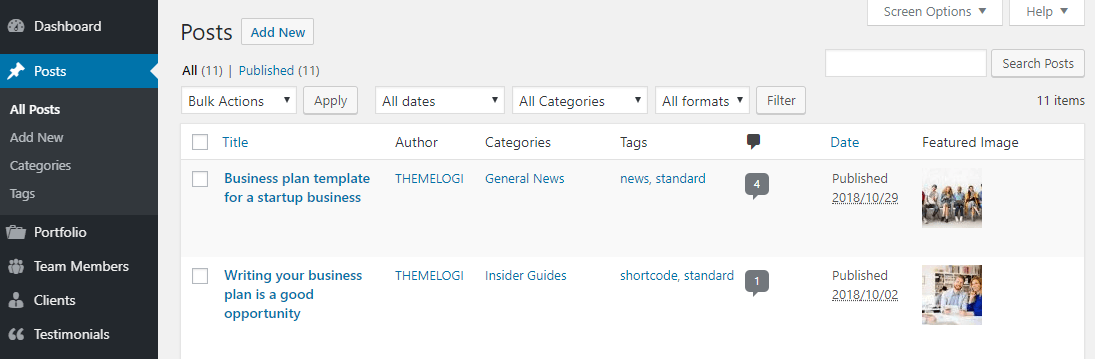 Dashboard
Posts
All Posts
Add New
Categories
Tags
Portfolio
Team Members
Clients
Testimonials
Screen Options
Help
Posts
Add New
All (11) | Published (11)
Search Posts
Bulk Actions
Apply
All dates
All Categories
All formats
Filter
11 items
Title
Author
Categories
Tags
Date
Featured Image
Business plan template
for a startup business
THEMELOGI
General News
news, standard
4
Published
2018/10/29
Writing your business
plan is a good
opportunity
THEMELOGI
Insider Guides
shortcode, standard
1
Published
2018/10/02